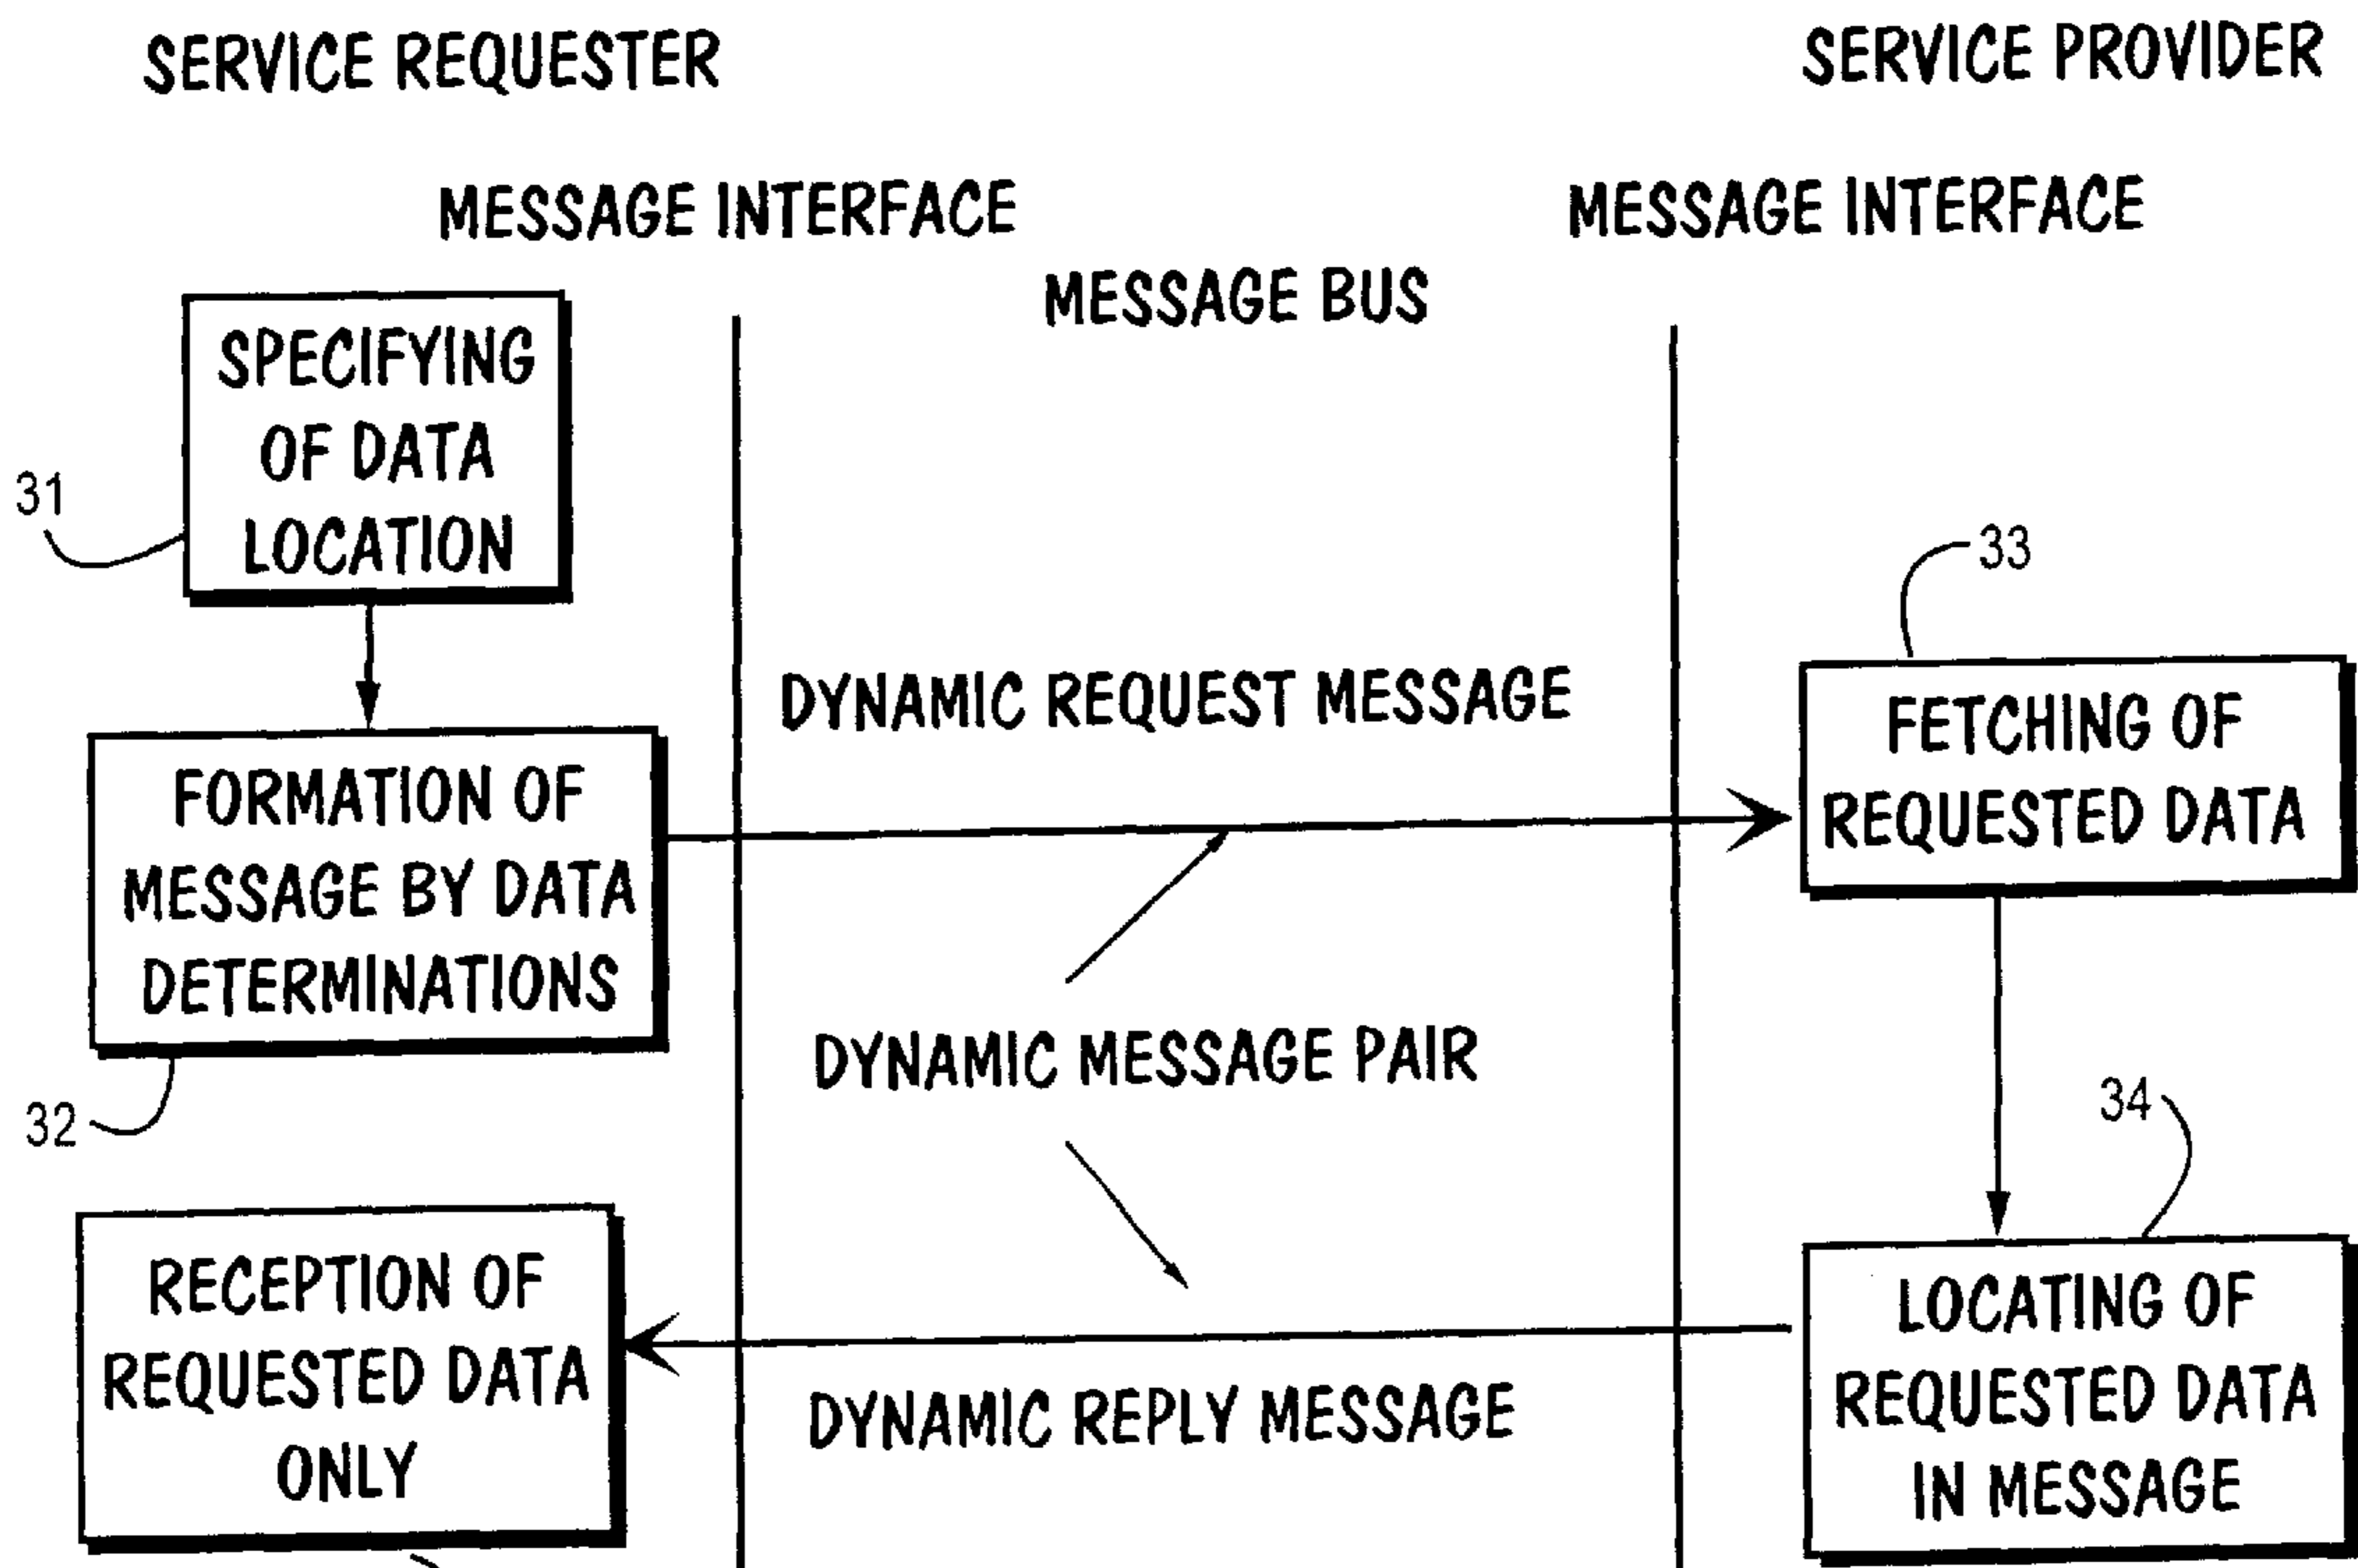 SERVICE REQUESTER
SERVICE PROVIDER
MESSAGE INTERFACE
MESSAGE INTERFACE
MESSAGE BUS
SPECIFYING
OF DATA
LOCATION
31
33
DYNAMIC REQUEST MESSAGE
FETCHING OF
REQUESTED DATA
FORMATION OF
MESSAGE BY DATA
DETERMINATIONS
32
DYNAMIC MESSAGE PAIR
34
RECEPTION OF
REQUESTED DATA
ONLY
DYNAMIC REPLY MESSAGE
LOCATING OF
REQUESTED DATA
IN MESSAGE